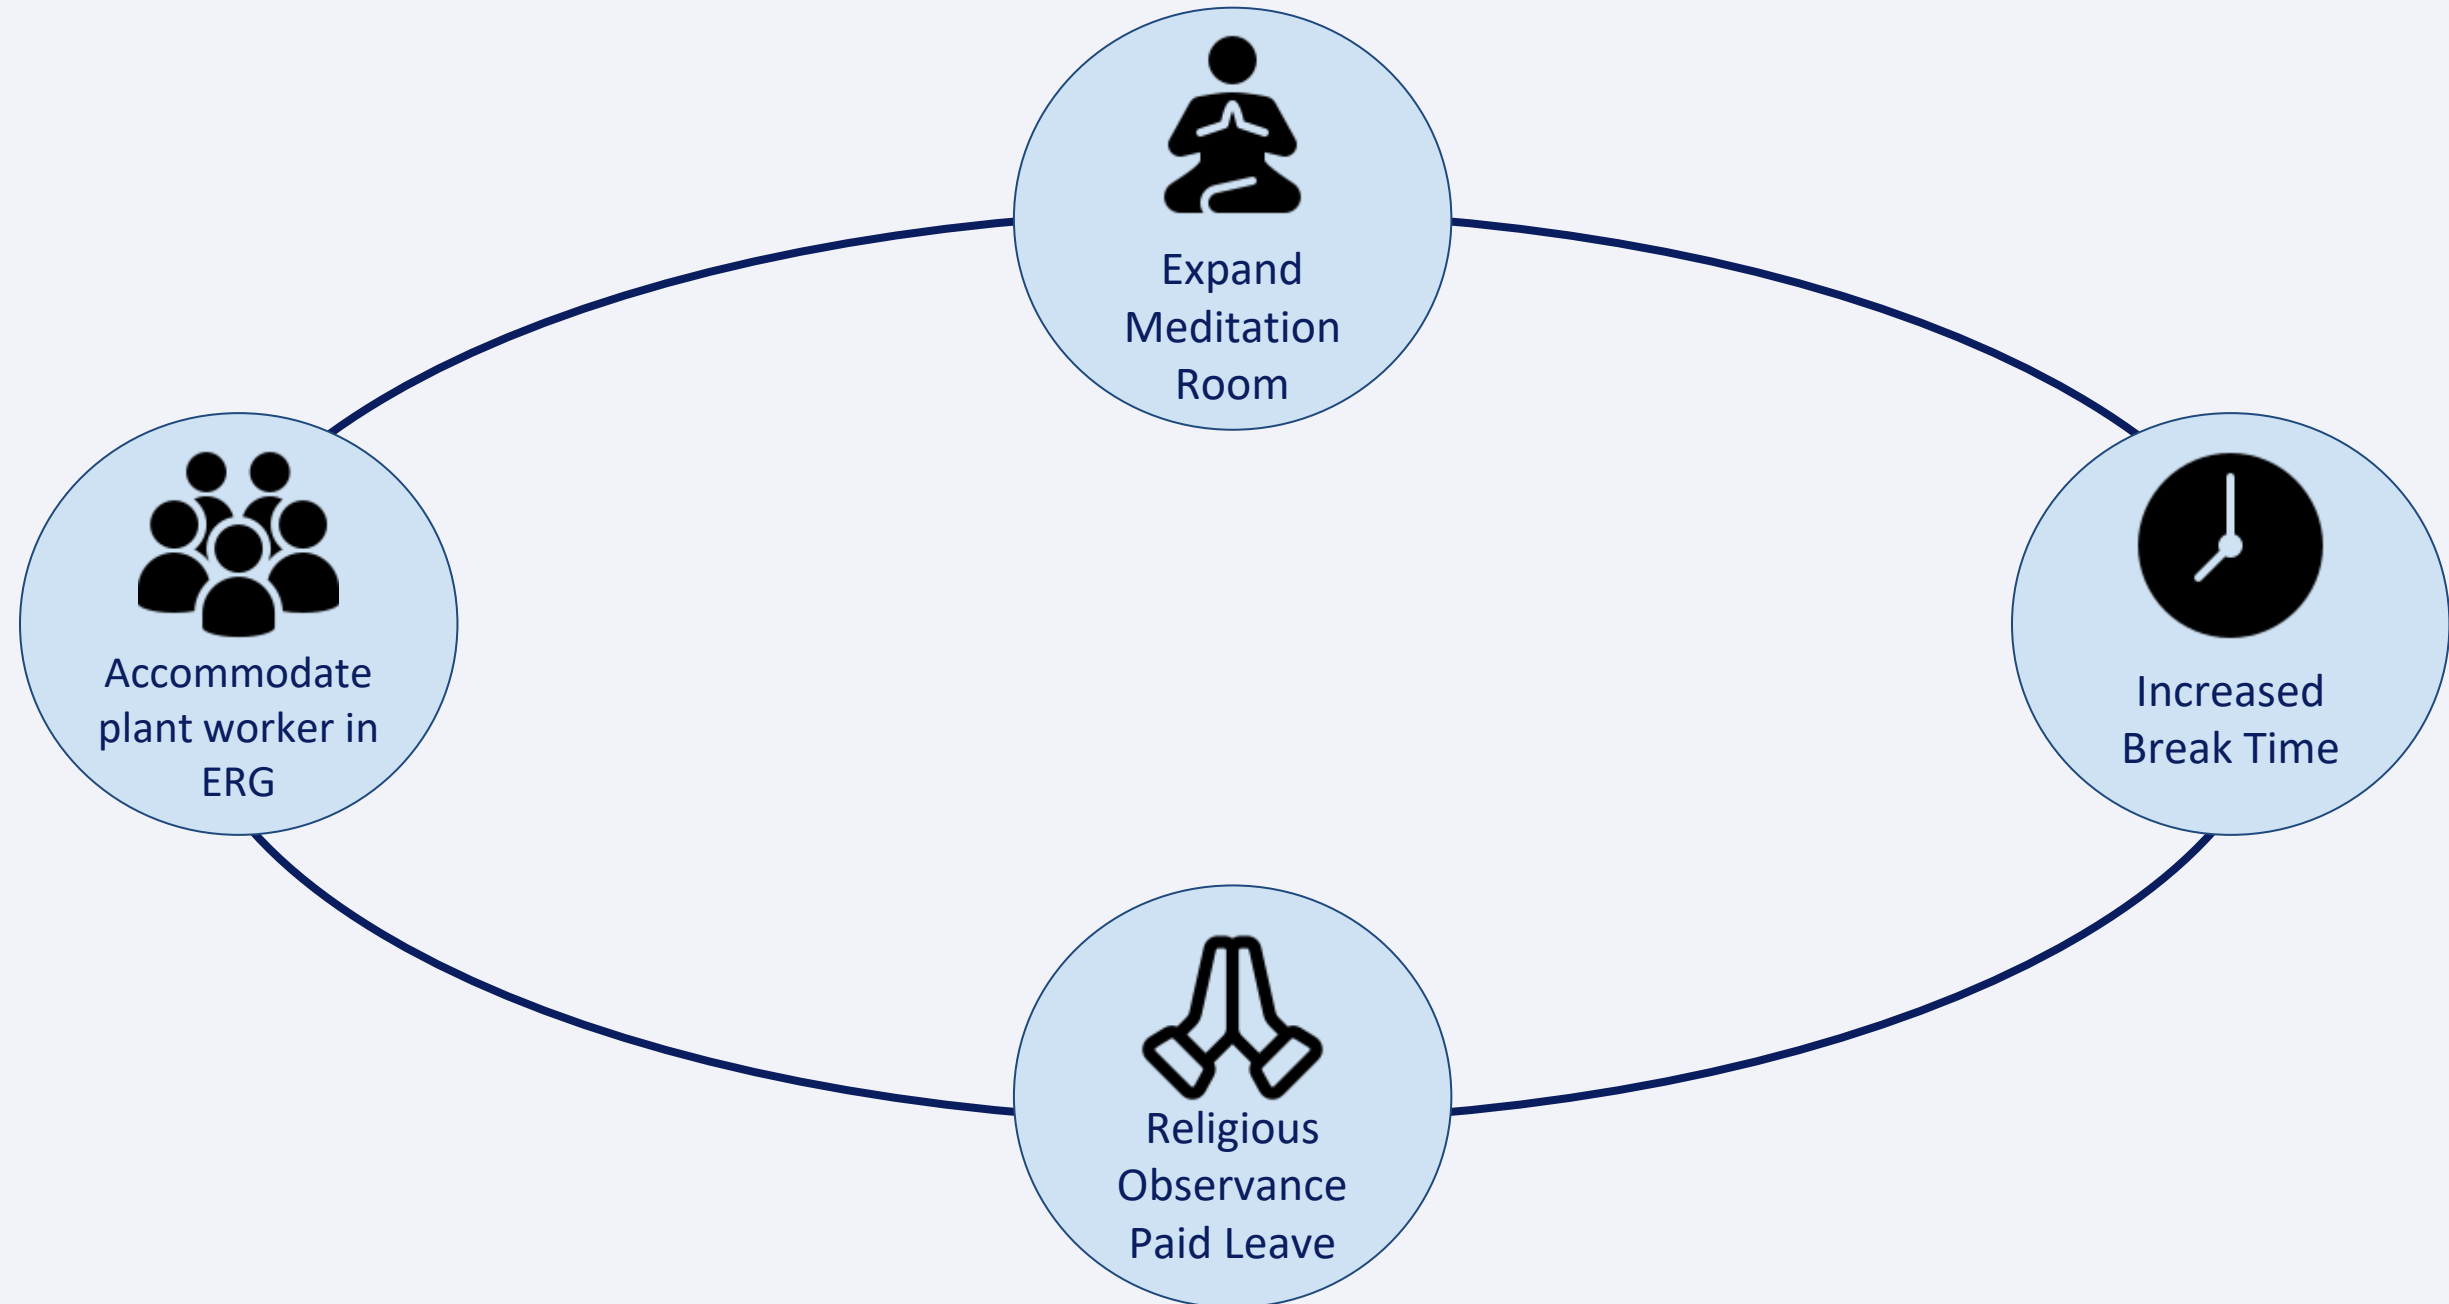 Expand
Meditation
Room
Accommodate
plant worker in
ERG
Increased
Break Time
Religious
Observance
Paid Leave